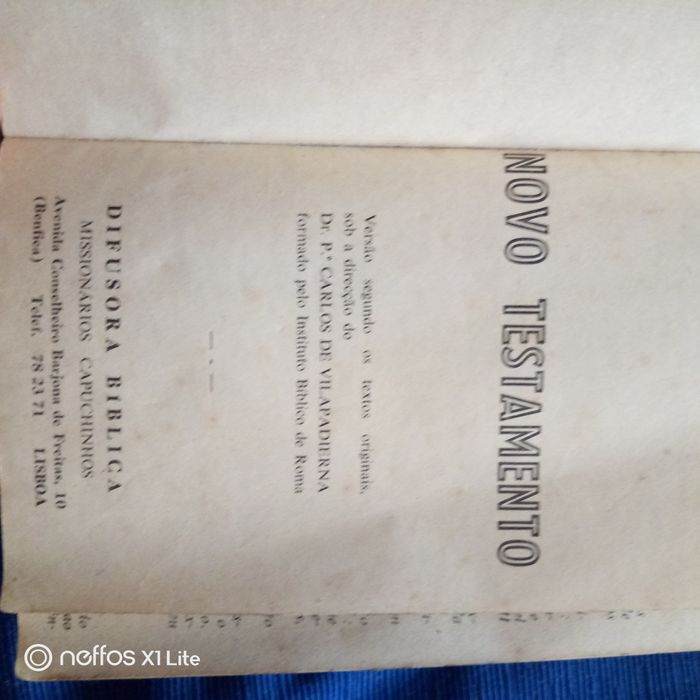 NOVO TESTAMENTO
Versão segundo os textos originais,
sob a direcção do
Dr. P.ᵉ CARLOS DE VILAPADIERNA
formado pelo Instituto Bíblico de Roma
DIFUSORA BÍBLICA
MISSIONÁRIOS CAPUCHINHOS
Avenida Conselheiro Barjona de Freitas, 10
(Benfica) Telef. 78 23 71 LISBOA
neffos X1 Lite